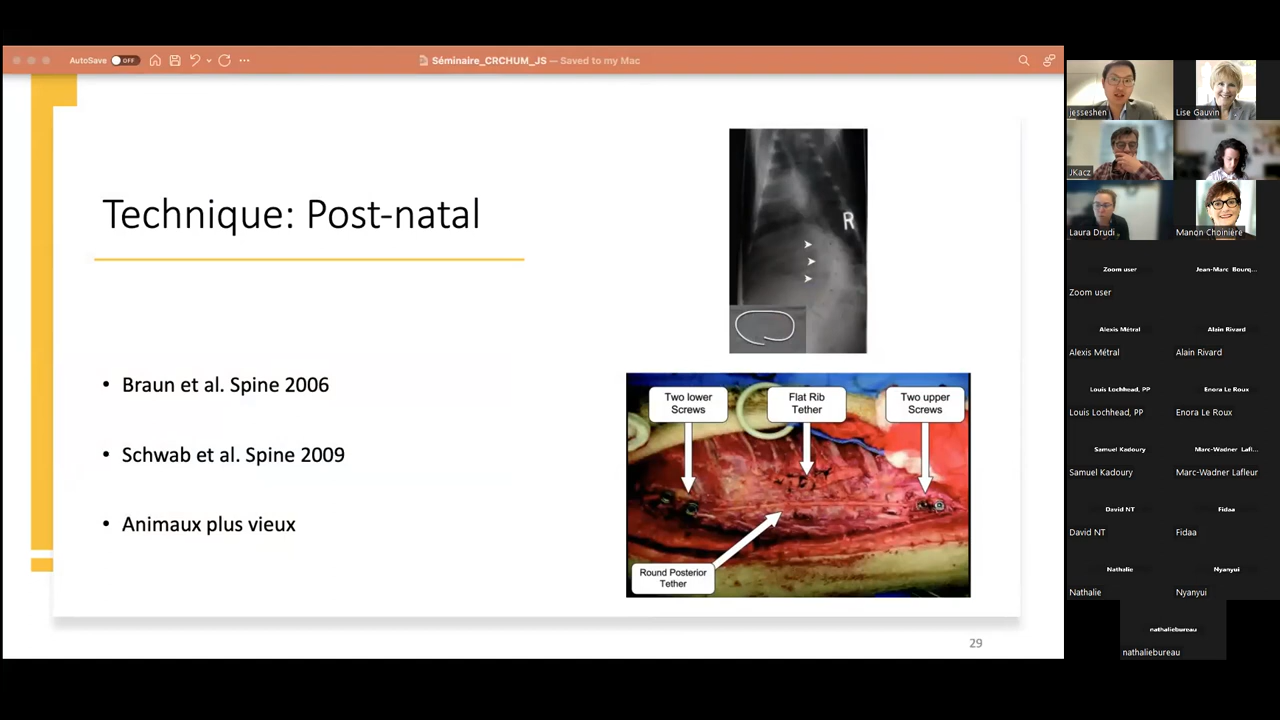 AutoSave OFF
Séminaire_CRCHUM_JS — Saved to my Mac
Technique: Post-natal
• Braun et al. Spine 2006
• Schwab et al. Spine 2009
• Animaux plus vieux
R
Two lower
Screws
Flat Rib
Tether
Two upper
Screws
Round Posterior
Tether
29
jesseshen
Lise Gauvin
JKacz
Laura Drudi
Manon Choinière
Zoom user
Jean-Marc Bourq...
Zoom user
Alexis Métral
Alain Rivard
Alexis Métral
Alain Rivard
Louis Lochhead, PP
Enora Le Roux
Louis Lochhead, PP
Enora Le Roux
Samuel Kadoury
Marc-Wadner Lafl...
Samuel Kadoury
Marc-Wadner Lafleur
David NT
Fidaa
David NT
Fidaa
Nathalie
Nyanyui
Nathalie
Nyanyui
nathaliebureau
nathaliebureau